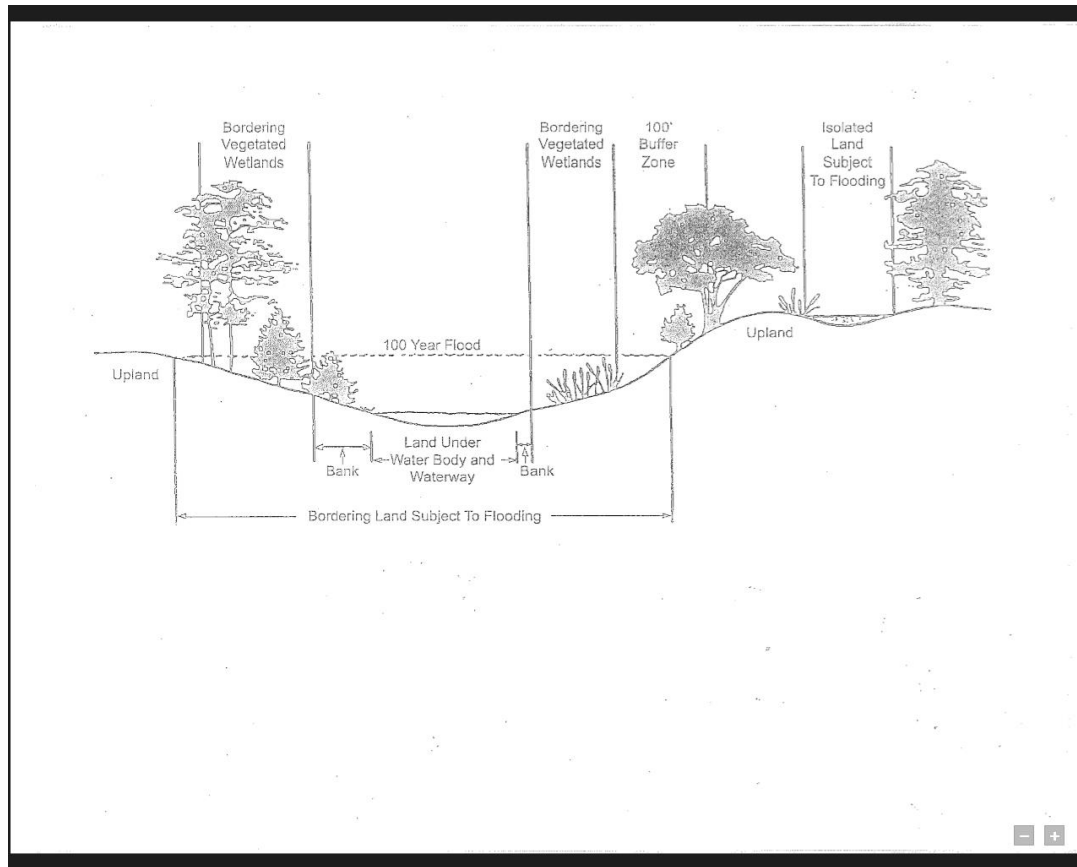 Bordering
Vegetated
Wetlands
Bordering
Vegetated
Wetlands
100'
Buffer
Zone
Isolated
Land
Subject
To Flooding
100 Year Flood
Upland
Upland
Bank
Land Under
Water Body and
Waterway
Bank
Bordering Land Subject To Flooding